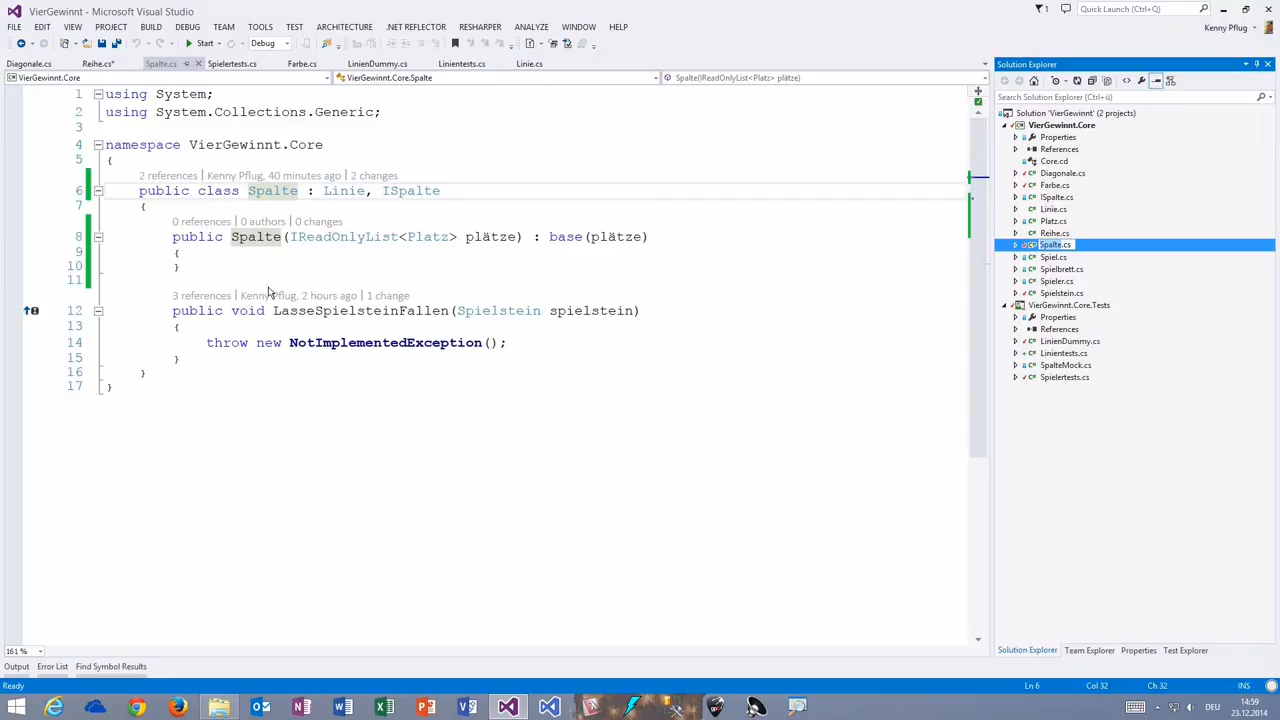 VierGewinnt - Microsoft Visual Studio
1
Quick Launch (Ctrl+Q)
FILE EDIT VIEW PROJECT BUILD DEBUG TEAM TOOLS TEST ARCHITECTURE .NET REFLECTOR RESHARPER ANALYZE WINDOW HELP
Kenny Pflug
Start Debug
Diagonale.cs Reihe.cs* Spalte.cs Spielertests.cs Farbe.cs LinienDummy.cs Linientests.cs Linie.cs
VierGewinnt.Core VierGewinnt.Core.Spalte Spalte(IReadOnlyList<Platz> plätze)
1 using System;
2 using System.Collections.Generic;
3
4 namespace VierGewinnt.Core
5 {
2 references | Kenny Pflug, 40 minutes ago | 2 changes
6 public class Spalte : Linie, ISpalte
7 {
0 references | 0 authors | 0 changes
8 public Spalte(IReadOnlyList<Platz> plätze) : base(plätze)
9 {
10 }
11
3 references | Kenny Pflug, 2 hours ago | 1 change
12 public void LasseSpielsteinFallen(Spielstein spielstein)
13 {
14 throw new NotImplementedException();
15 }
16 }
17 }
161 %
Solution Explorer
Search Solution Explorer (Ctrl+ü)
Solution 'VierGewinnt' (2 projects)
VierGewinnt.Core
Properties
References
Core.cd
Diagonale.cs
Farbe.cs
ISpalte.cs
Linie.cs
Platz.cs
Reihe.cs
Spalte.cs
Spiel.cs
Spielbrett.cs
Spieler.cs
Spielstein.cs
VierGewinnt.Core.Tests
Properties
References
LinienDummy.cs
Linientests.cs
SpalteMock.cs
Spielertests.cs
Solution Explorer Team Explorer Properties Test Explorer
Output Error List Find Symbol Results
Ready Ln 6 Col 32 Ch 32 INS
DEU
14:59
23.12.2014